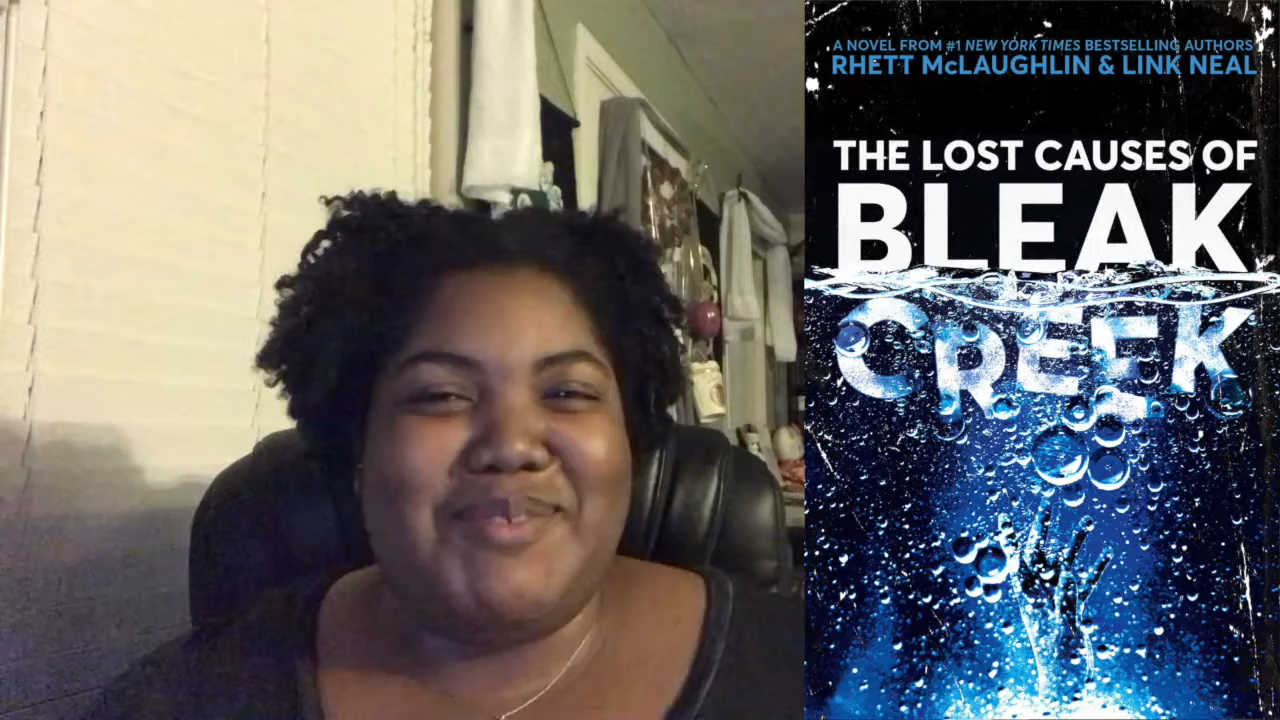 A NOVEL FROM #1 NEW YORK TIMES BESTSELLING AUTHORS
RHETT McLAUGHLIN & LINK NEAL
THE LOST CAUSES OF
BLEAK
CREEK